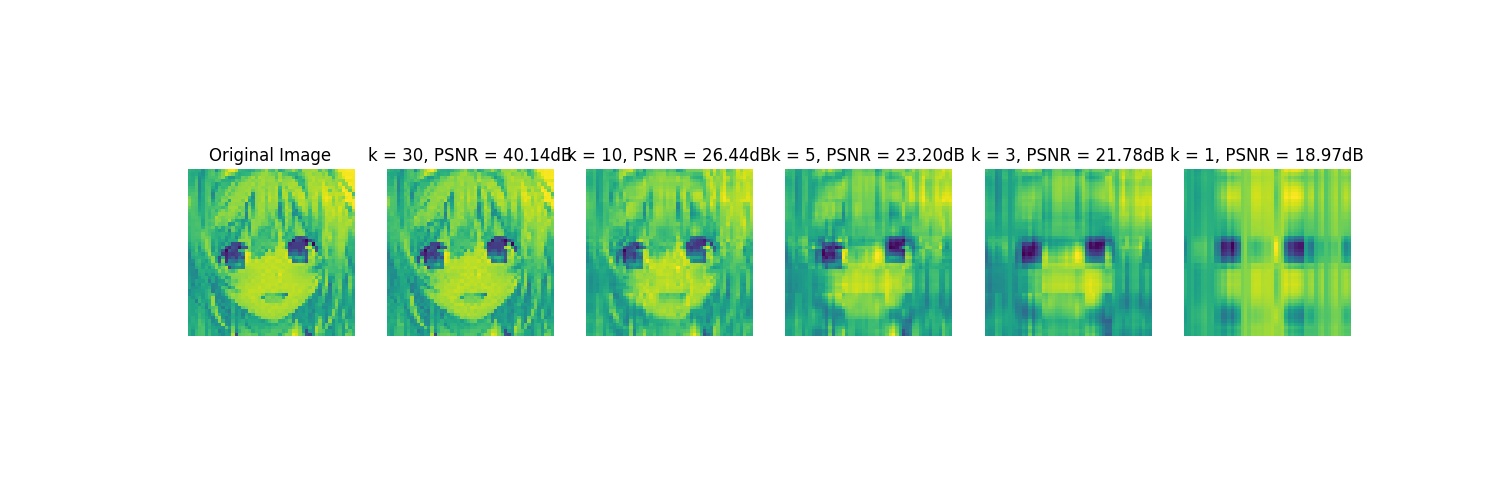 Original Image
k = 30, PSNR = 40.14dB
k = 10, PSNR = 26.44dB
k = 5, PSNR = 23.20dB
k = 3, PSNR = 21.78dB
k = 1, PSNR = 18.97dB